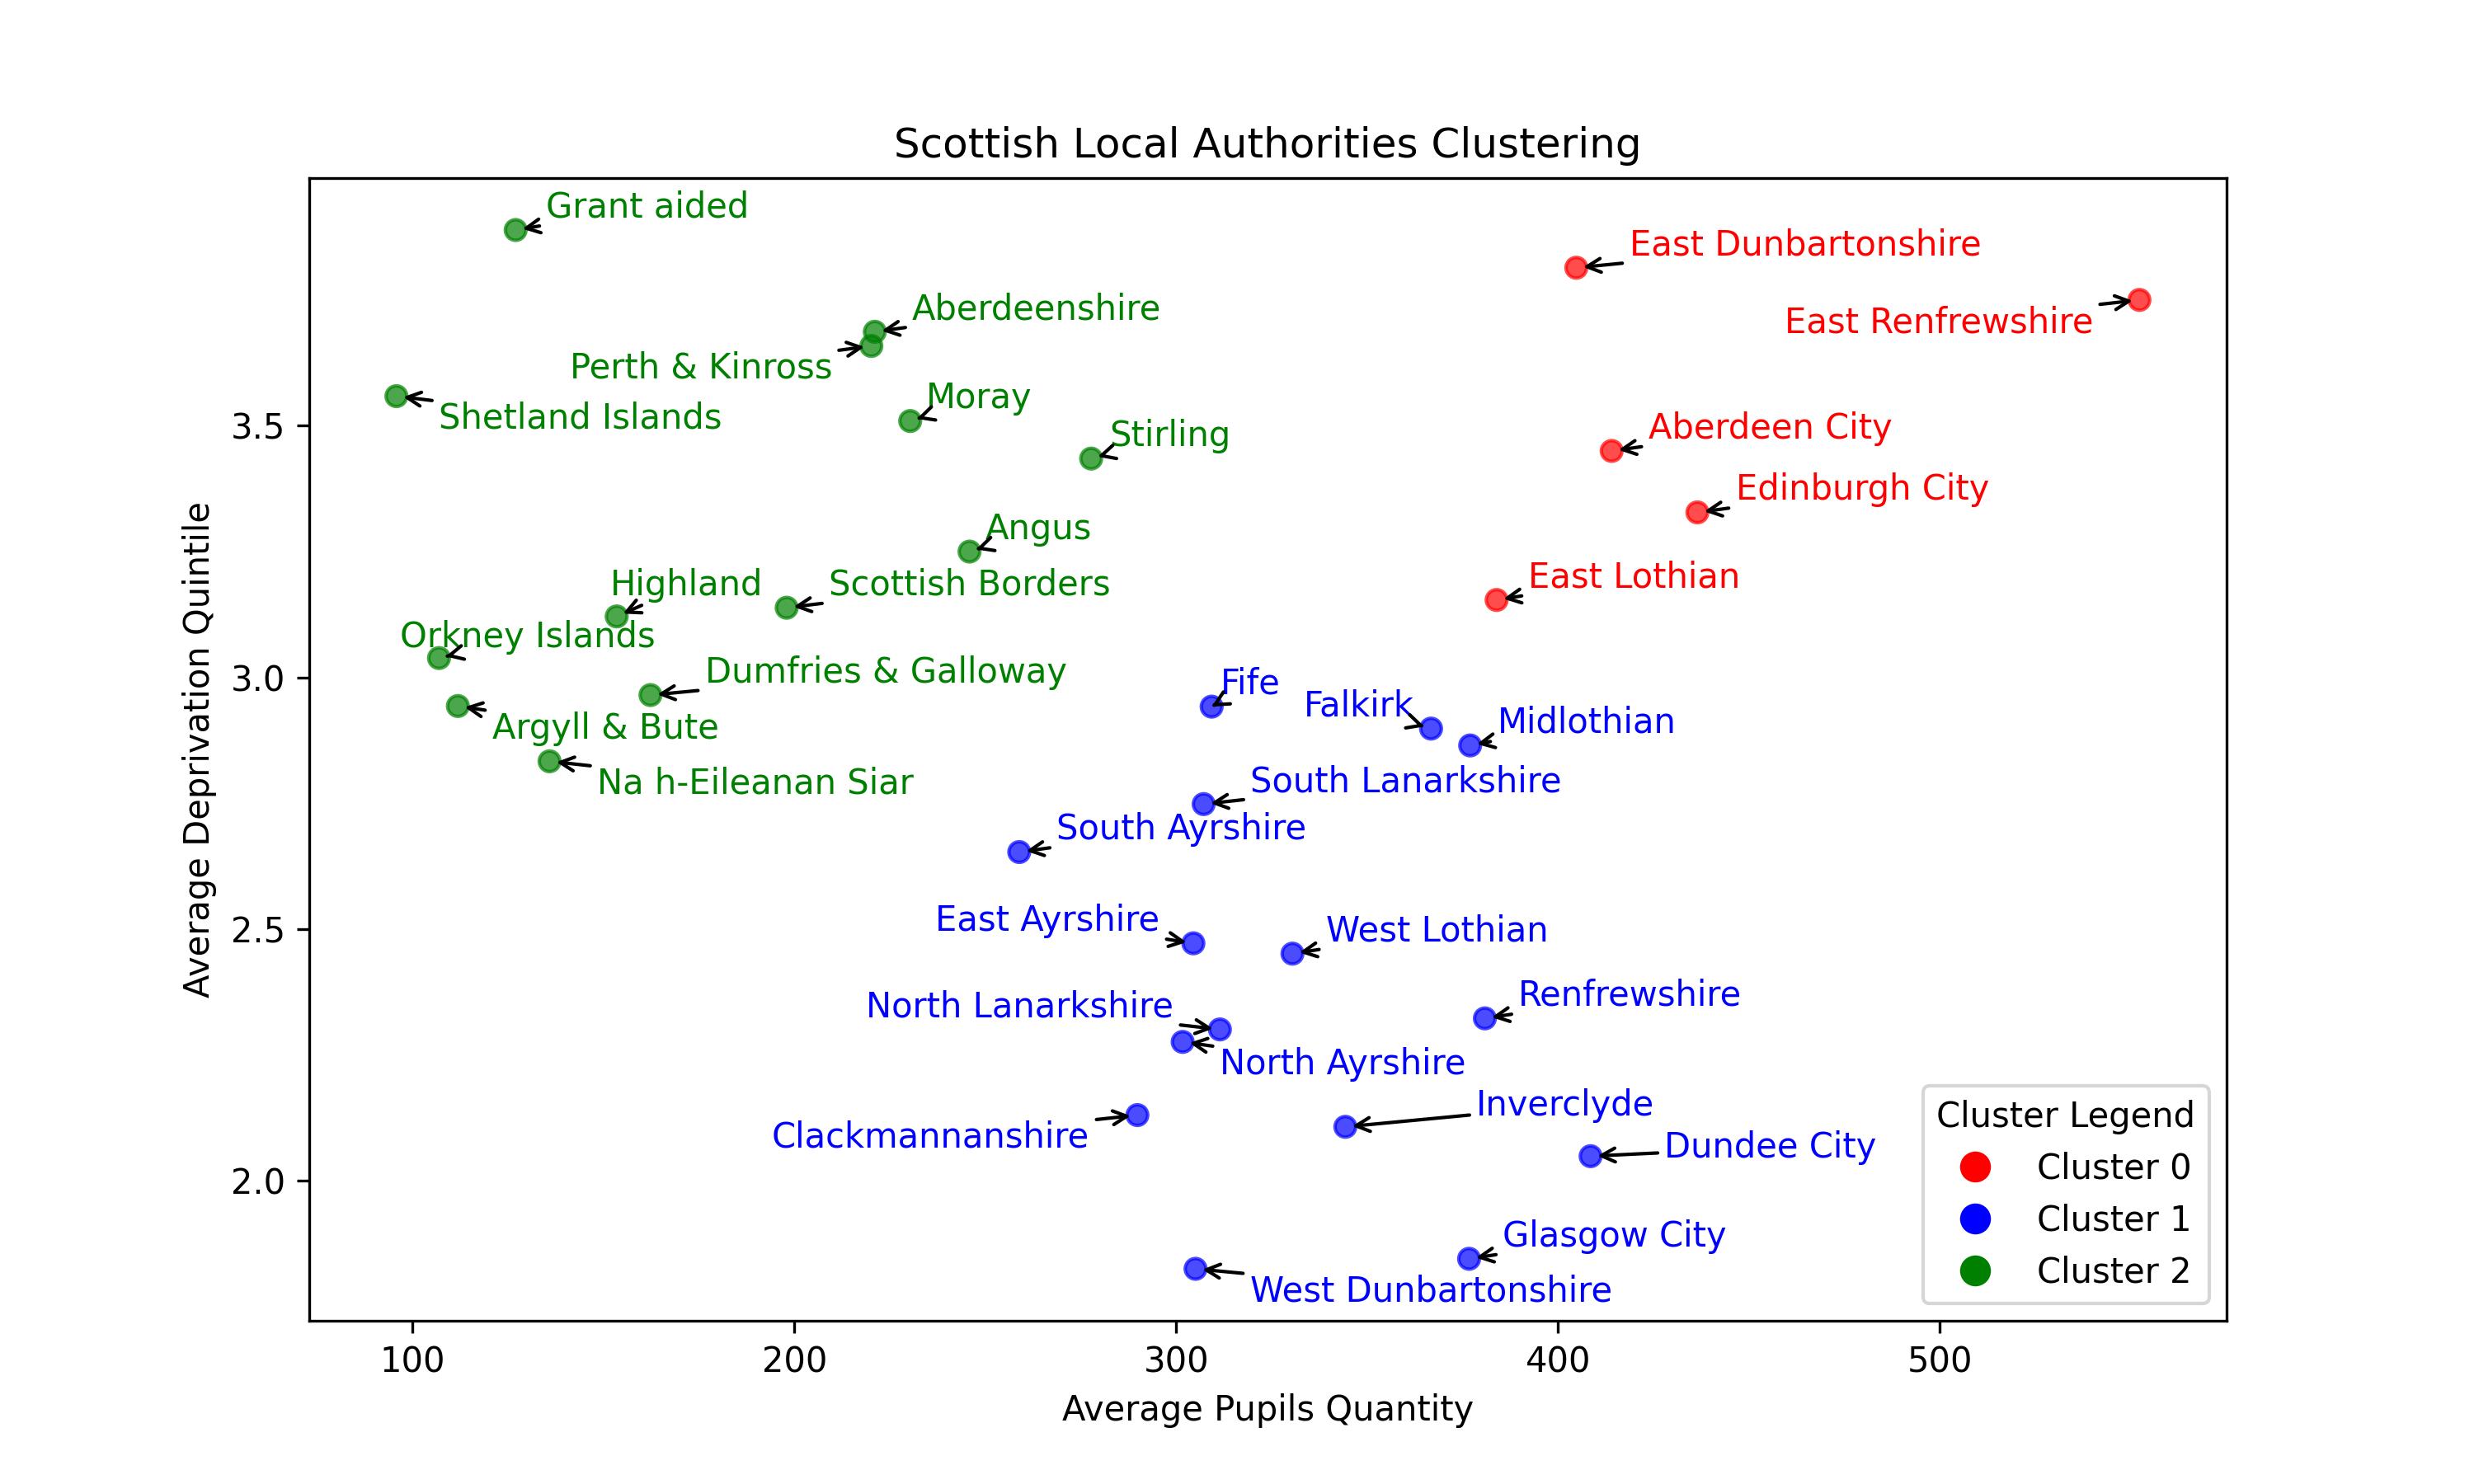 Scottish Local Authorities Clustering
Grant aided
East Dunbartonshire
Aberdeenshire
East Renfrewshire
Perth & Kinross
Moray
Shetland Islands
Stirling
Aberdeen City
Edinburgh City
Angus
Highland
Scottish Borders
East Lothian
Orkney Islands
Dumfries & Galloway
Fife
Falkirk
Midlothian
Argyll & Bute
Na h-Eileanan Siar
South Lanarkshire
South Ayrshire
East Ayrshire
West Lothian
North Lanarkshire
Renfrewshire
North Ayrshire
Inverclyde
Clackmannanshire
Dundee City
Glasgow City
West Dunbartonshire
Cluster Legend
Cluster 0
Cluster 1
Cluster 2
Average Deprivation Quintile
3.5
3.0
2.5
2.0
100
200
300
400
500
Average Pupils Quantity